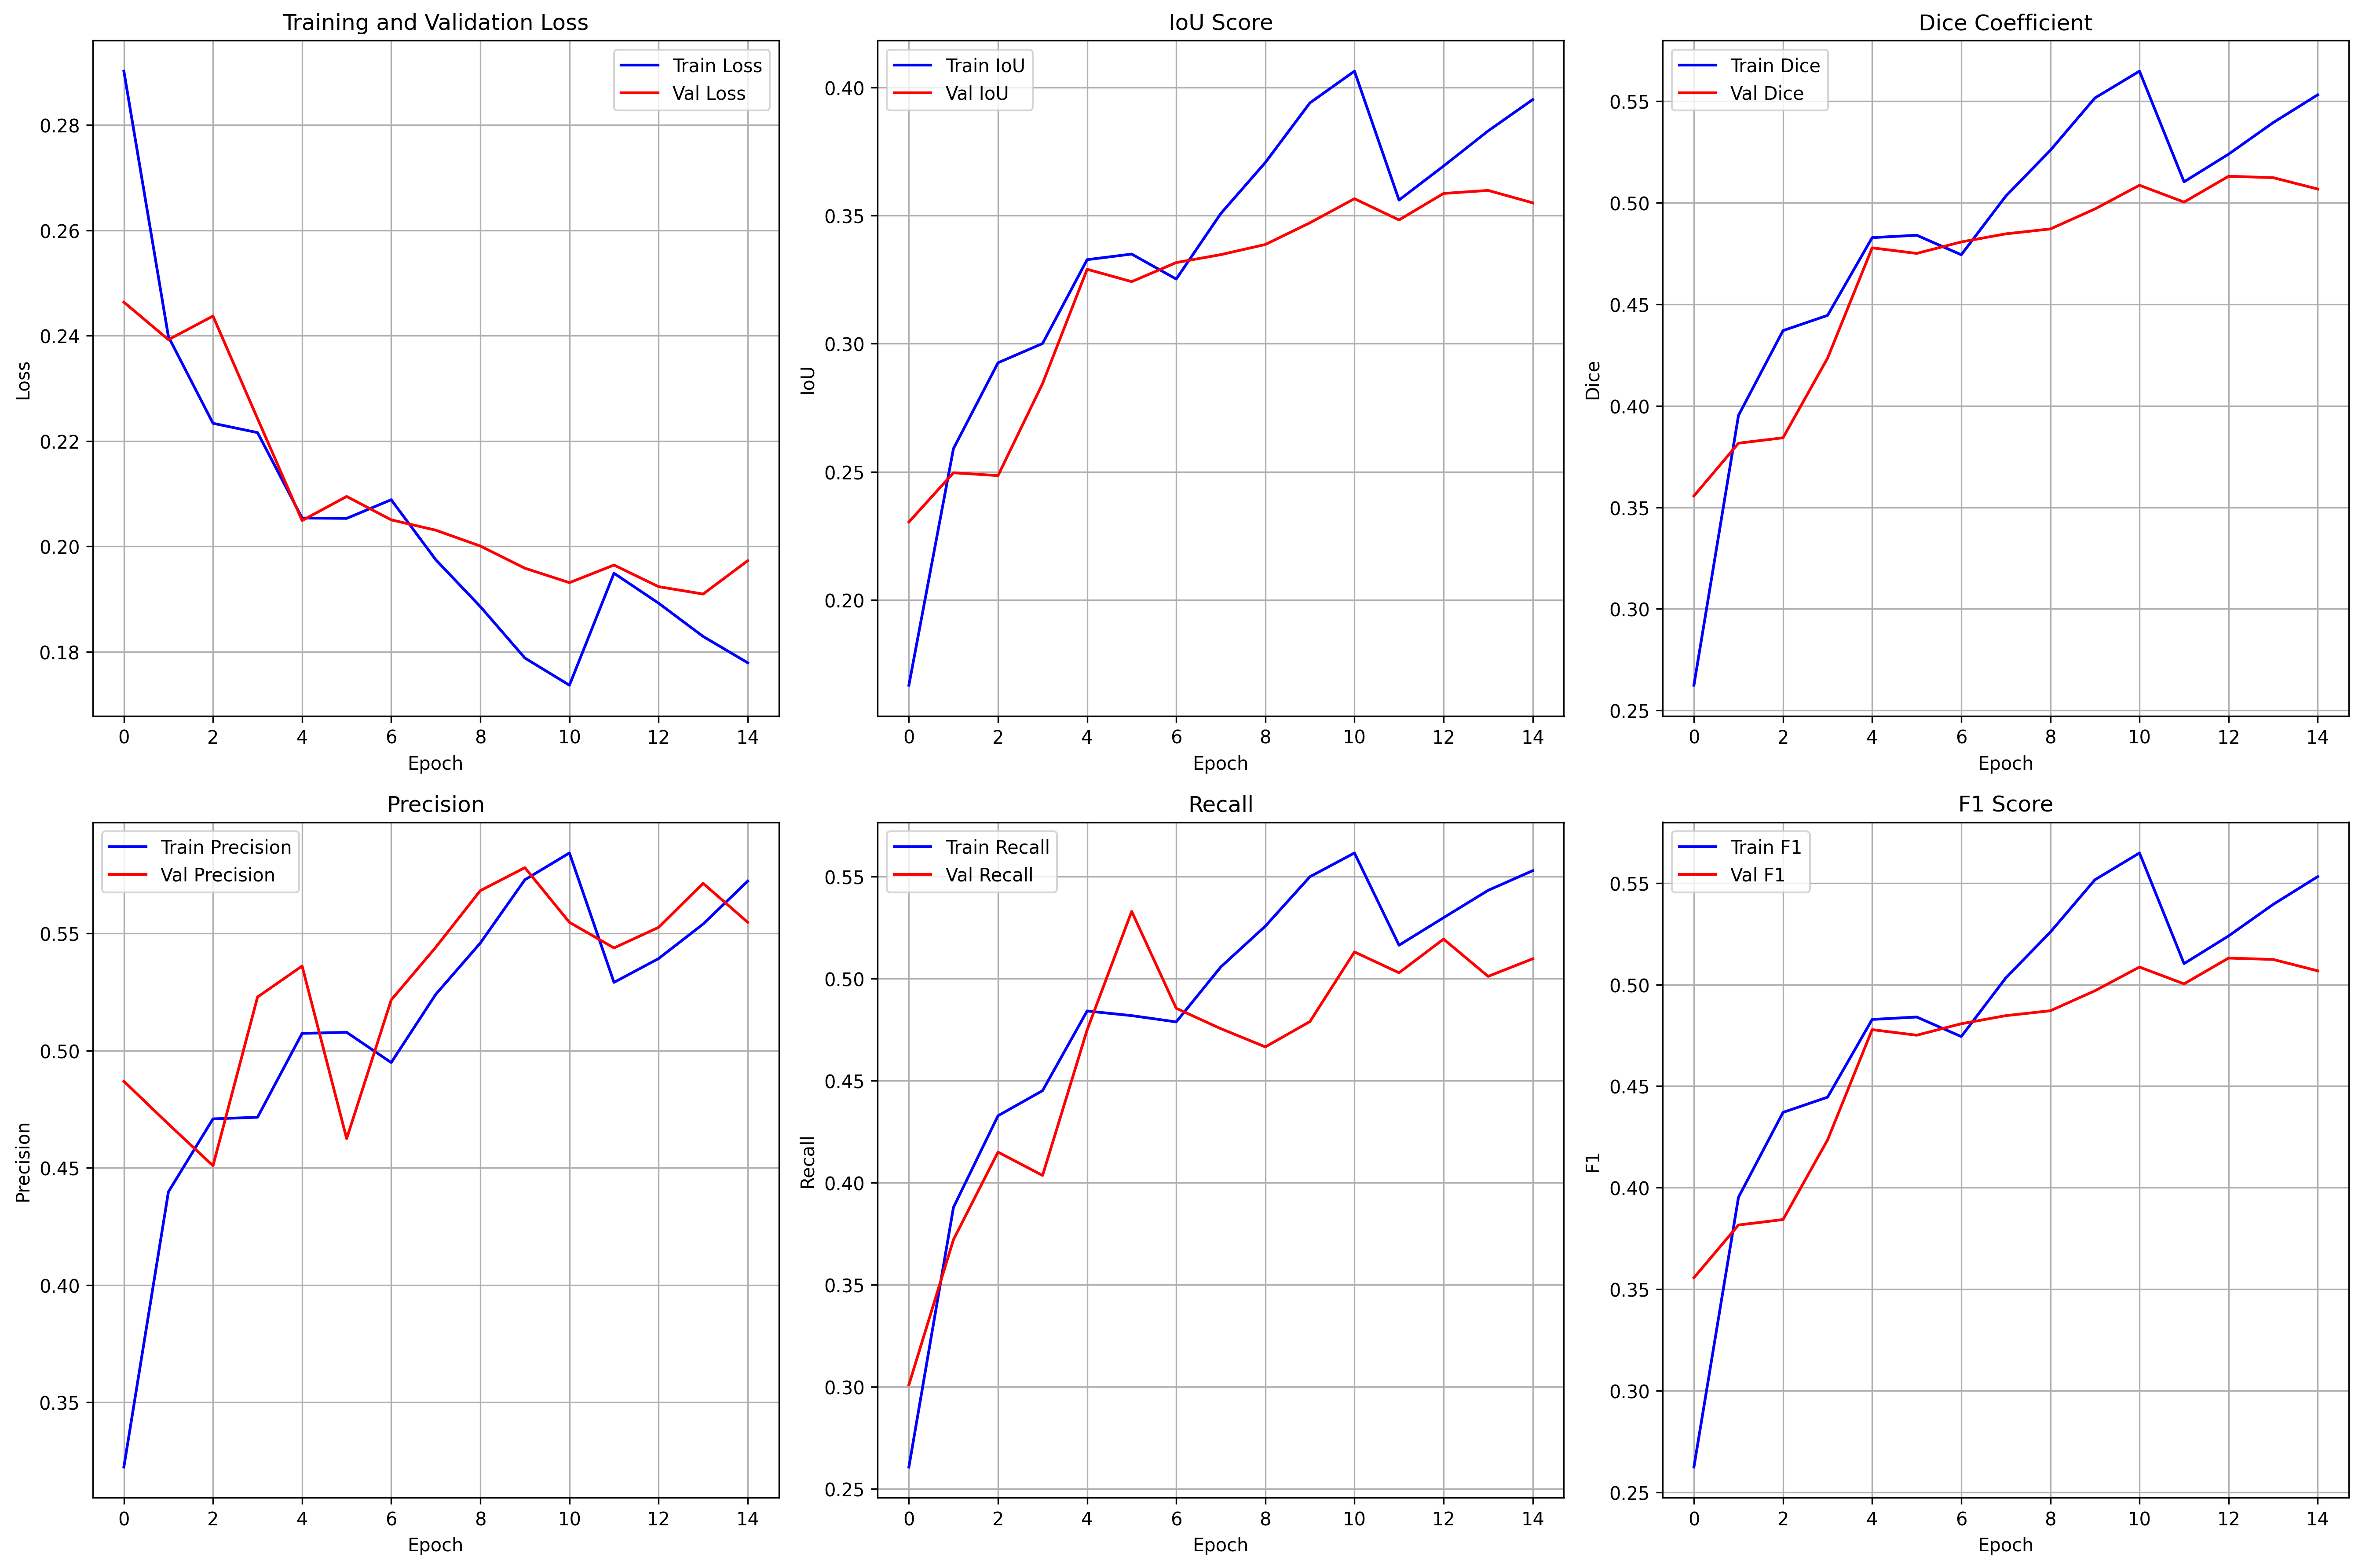 Training and Validation Loss
Train Loss
Val Loss
0.28
0.26
0.24
0.22
0.20
0.18
Loss
0 2 4 6 8 10 12 14
Epoch
IoU Score
Train IoU
Val IoU
0.40
0.35
0.30
0.25
0.20
IoU
0 2 4 6 8 10 12 14
Epoch
Dice Coefficient
Train Dice
Val Dice
0.55
0.50
0.45
0.40
0.35
0.30
0.25
Dice
0 2 4 6 8 10 12 14
Epoch
Precision
Train Precision
Val Precision
0.55
0.50
0.45
0.40
0.35
Precision
0 2 4 6 8 10 12 14
Epoch
Recall
Train Recall
Val Recall
0.55
0.50
0.45
0.40
0.35
0.30
0.25
Recall
0 2 4 6 8 10 12 14
Epoch
F1 Score
Train F1
Val F1
0.55
0.50
0.45
0.40
0.35
0.30
0.25
F1
0 2 4 6 8 10 12 14
Epoch